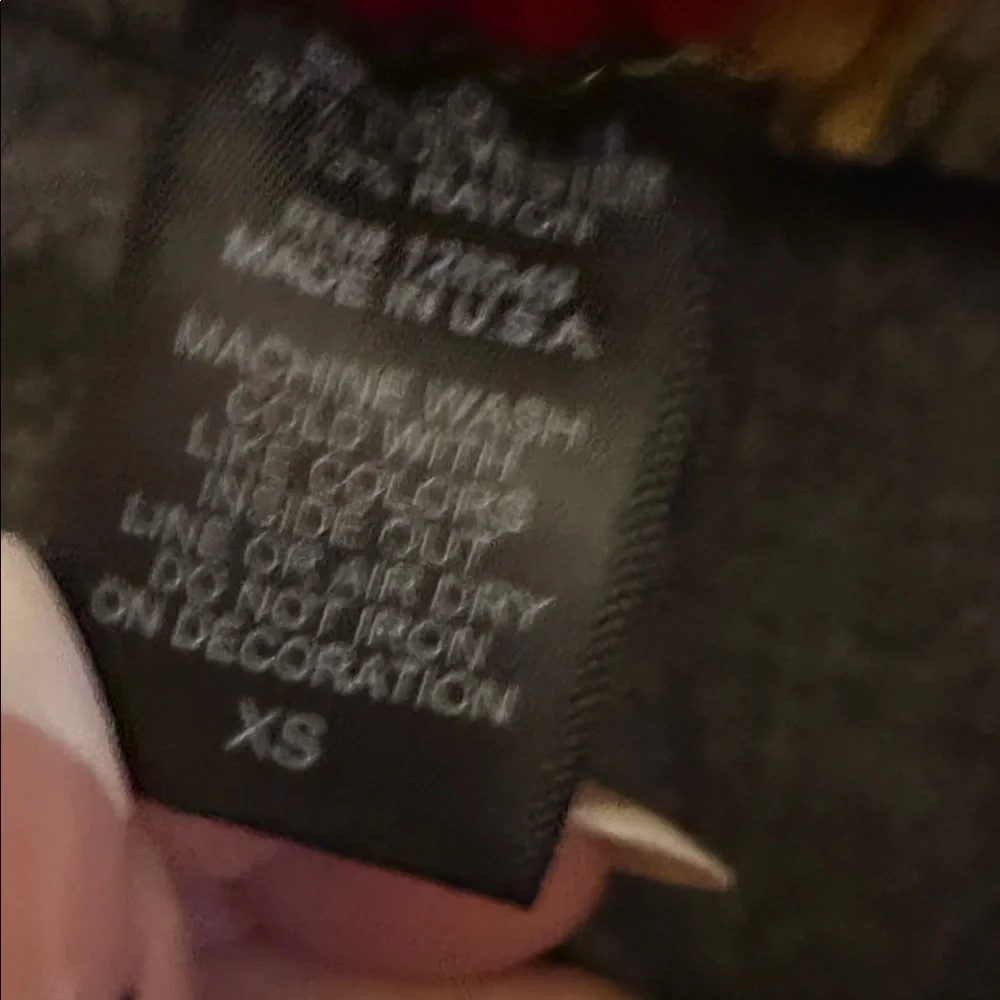 RAYON
MADE IN U.S.A
MACHINE WASH
COLD WITH
LIKE COLORS
INSIDE OUT
LINE OR AIR DRY
DO NOT IRON
ON DECORATION
XS